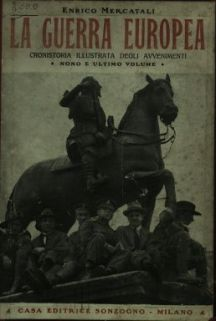 ENRICO MERCATALI
LA GUERRA EUROPEA
CRONISTORIA ILLUSTRATA DEGLI AVVENIMENTI
• NONO E ULTIMO VOLUME •
CASA EDITRICE SONZOGNO - MILANO